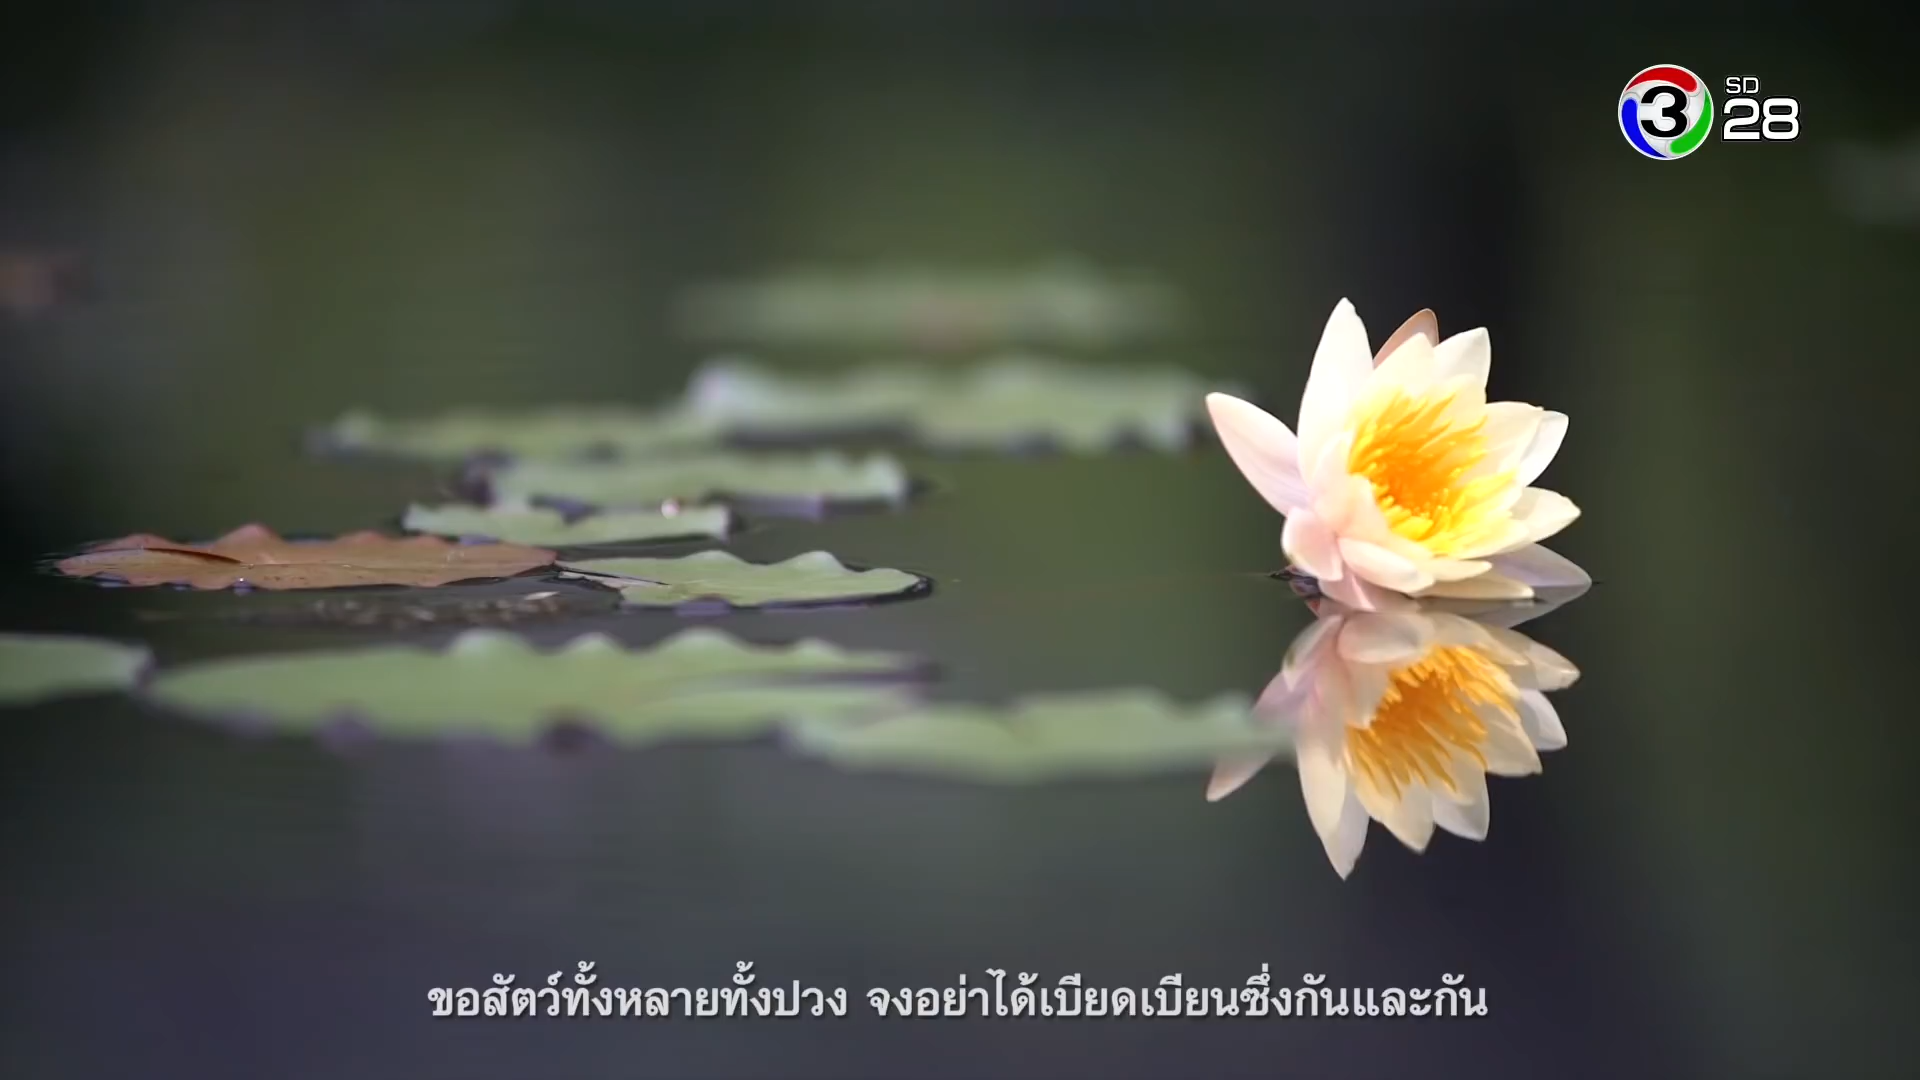 3 SD
28
ขอสัตว์ทั้งหลายทั้งปวง จงอย่าได้เบียดเบียนซึ่งกันและกัน